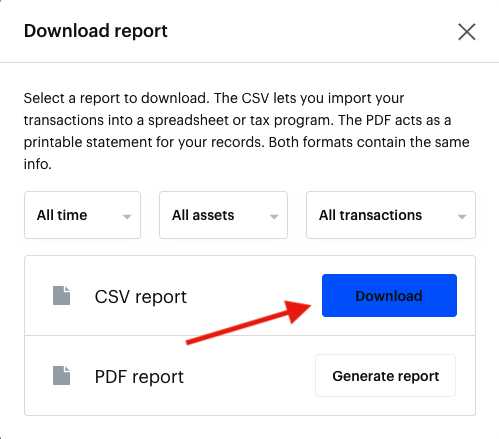 Download report
Select a report to download. The CSV lets you import your
transactions into a spreadsheet or tax program. The PDF acts as a
printable statement for your records. Both formats contain the same
info.
All time All assets All transactions
CSV report Download
PDF report Generate report